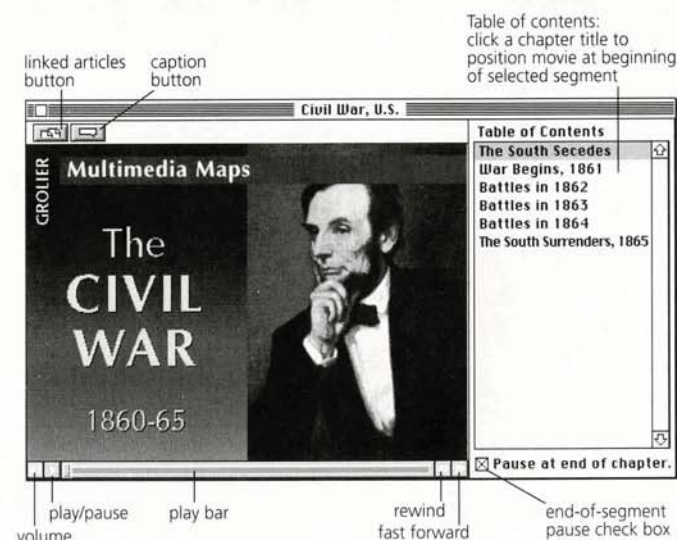 Table of contents:
click a chapter title to
position movie at beginning
of selected segment
linked articles
button
caption
button
Civil War, U.S.
GROLIER
Multimedia Maps
The
CIVIL
WAR
1860-65
Table of Contents
The South Secedes
War Begins, 1861
Battles in 1862
Battles in 1863
Battles in 1864
The South Surrenders, 1865
Pause at end of chapter.
volume
play/pause
play bar
rewind
fast forward
end-of-segment
pause check box